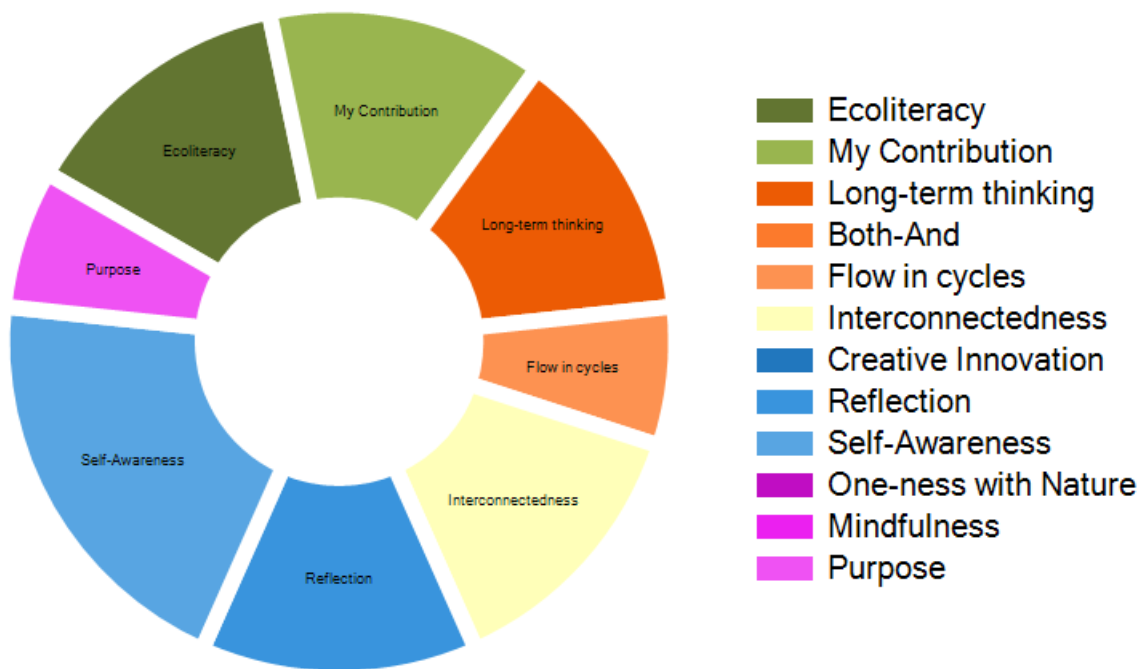 My Contribution
Ecoliteracy
Long-term thinking
Purpose
Flow in cycles
Self-Awareness
Interconnectedness
Reflection
Ecoliteracy
My Contribution
Long-term thinking
Both-And
Flow in cycles
Interconnectedness
Creative Innovation
Reflection
Self-Awareness
One-ness with Nature
Mindfulness
Purpose